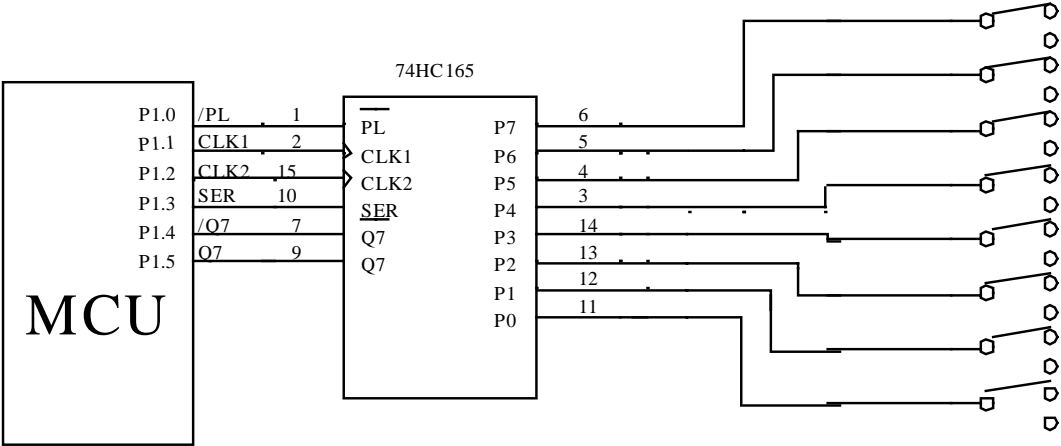 74HC165
P1.0 /PL 1 PL P7 6
P1.1 CLK1 2 CLK1 P6 5
P1.2 CLK2 15 CLK2 P5 4
P1.3 SER 10 SER P4 3
P1.4 /Q7 7 Q7 P3 14
P1.5 Q7 9 Q7 P2 13
P1 12
P0 11
MCU